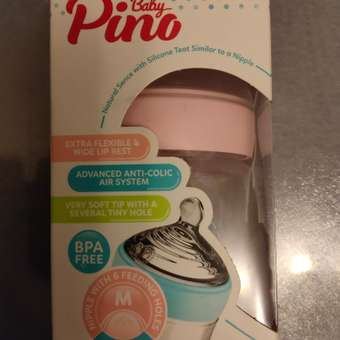 Baby
Pino
Natural Sence with Silicone Teat Similar to a Nipple
EXTRA FLEXIBLE &
WIDE LIP REST
ADVANCED ANTI-COLIC
AIR SYSTEM
VERY SOFT TIP WITH A
SEVERAL TINY HOLE
BPA
FREE
NIPPLE WITH 6 FEEDING HOLES
M